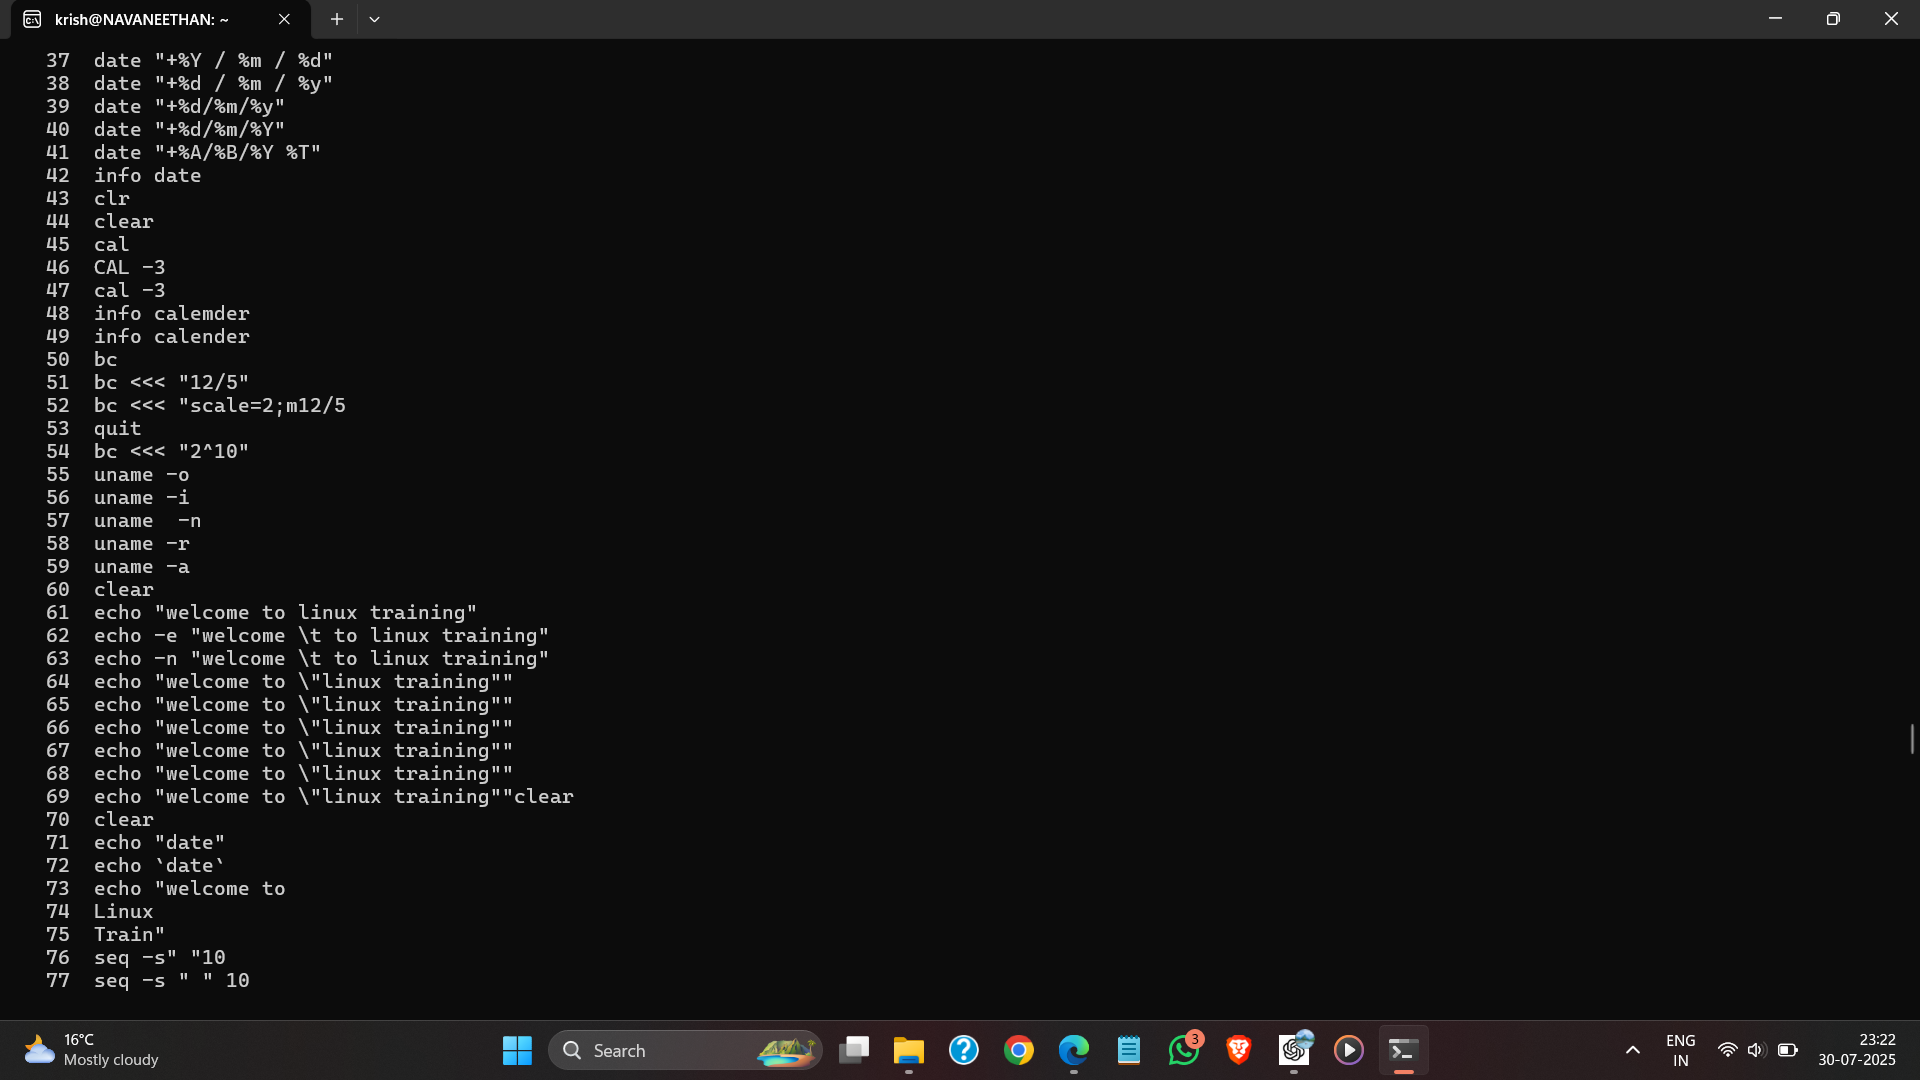 krish@NAVANEETHAN: ~
37 date "+%Y / %m / %d"
38 date "+%d / %m / %y"
39 date "+%d/%m/%y"
40 date "+%d/%m/%Y"
41 date "+%A/%B/%Y %T"
42 info date
43 clr
44 clear
45 cal
46 CAL -3
47 cal -3
48 info calemder
49 info calender
50 bc
51 bc <<< "12/5"
52 bc <<< "scale=2;m12/5
53 quit
54 bc <<< "2^10"
55 uname -o
56 uname -i
57 uname  -n
58 uname -r
59 uname -a
60 clear
61 echo "welcome to linux training"
62 echo -e "welcome \t to linux training"
63 echo -n "welcome \t to linux training"
64 echo "welcome to \"linux training""
65 echo "welcome to \"linux training""
66 echo "welcome to \"linux training""
67 echo "welcome to \"linux training""
68 echo "welcome to \"linux training""
69 echo "welcome to \"linux training""clear
70 clear
71 echo "date"
72 echo `date`
73 echo "welcome to
74 Linux
75 Train"
76 seq -s" "10
77 seq -s " " 10
16°C
Mostly cloudy
Search
3
ENG
IN
23:22
30-07-2025